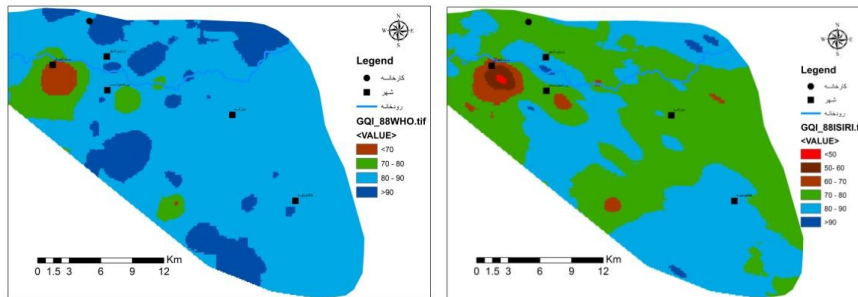 N
W
E
S
Legend
کارخانه
شهر
رودخانه
GQI_88WHO.tif
<VALUE>
<70
70 - 80
80 - 90
>90
Km
0 1.5 3 6 9 12
N
W
E
S
Legend
کارخانه
شهر
رودخانه
GQI_88ISIRI.t
<VALUE>
<50
50 - 60
60 - 70
70 - 80
80 - 90
>90
Km
0 1.5 3 6 9 12